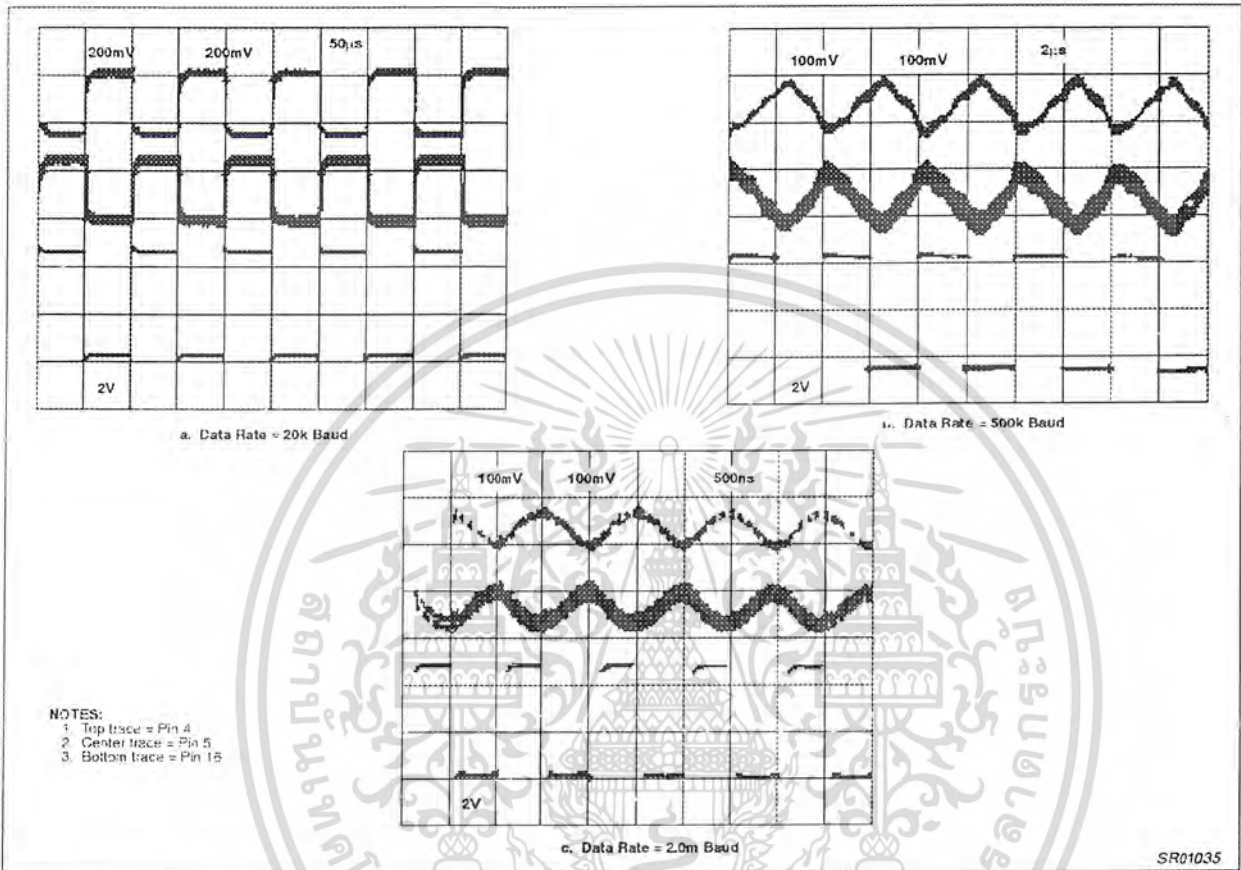 200mV 200mV 50µs
2V
a. Data Rate = 20k Baud
100mV 100mV 2µs
2V
Data Rate = 500k Baud
100mV 100mV 500ns
2V
c. Data Rate = 2.0m Baud
NOTES:
1. Top trace = Pin 4
2. Center trace = Pin 5
3. Bottom trace = Pin 16
SR01035